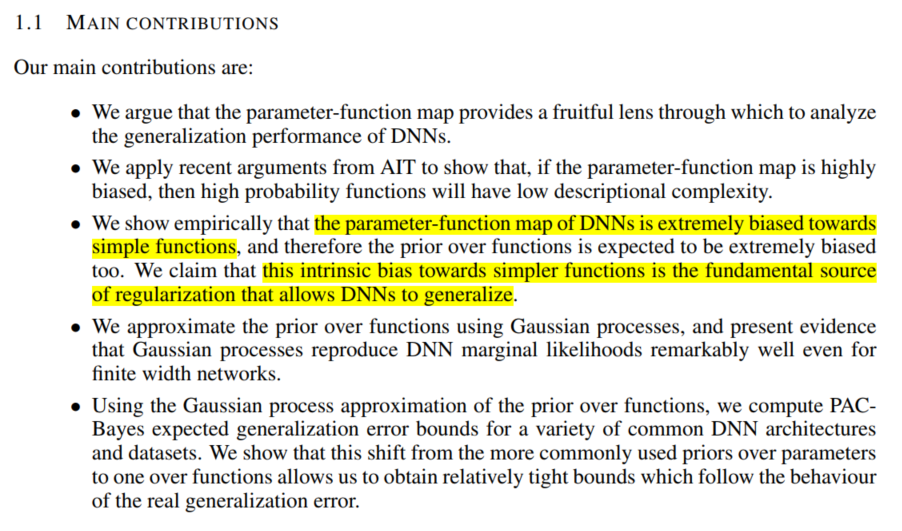 1.1 MAIN CONTRIBUTIONS
Our main contributions are:
• We argue that the parameter-function map provides a fruitful lens through which to analyze
the generalization performance of DNNs.
• We apply recent arguments from AIT to show that, if the parameter-function map is highly
biased, then high probability functions will have low descriptional complexity.
• We show empirically that the parameter-function map of DNNs is extremely biased towards
simple functions, and therefore the prior over functions is expected to be extremely biased
too. We claim that this intrinsic bias towards simpler functions is the fundamental source
of regularization that allows DNNs to generalize.
• We approximate the prior over functions using Gaussian processes, and present evidence
that Gaussian processes reproduce DNN marginal likelihoods remarkably well even for
finite width networks.
• Using the Gaussian process approximation of the prior over functions, we compute PAC-
Bayes expected generalization error bounds for a variety of common DNN architectures
and datasets. We show that this shift from the more commonly used priors over parameters
to one over functions allows us to obtain relatively tight bounds which follow the behaviour
of the real generalization error.